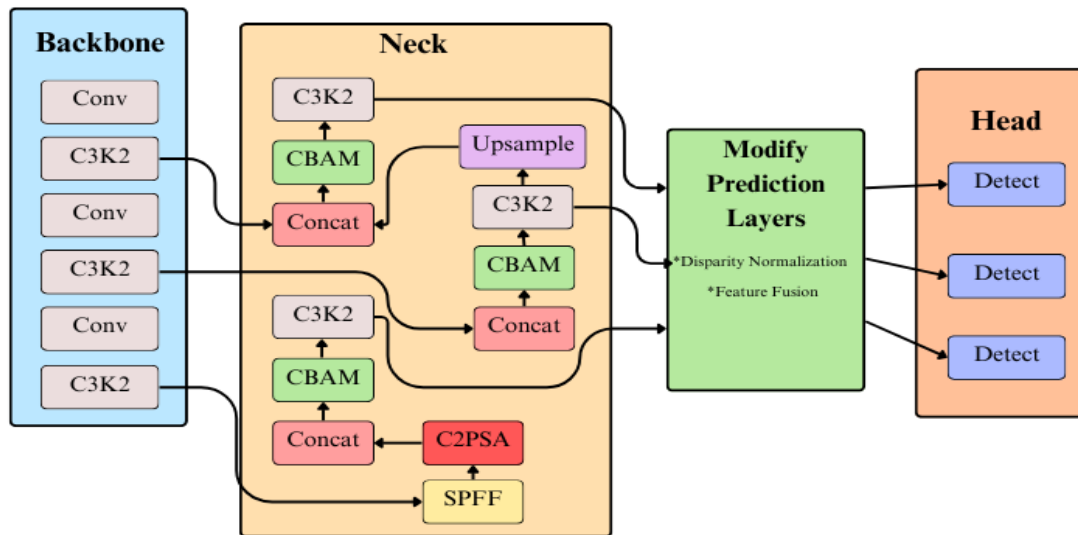 Backbone
Conv
C3K2
Conv
C3K2
Conv
C3K2
Neck
C3K2
CBAM
Concat
Upsample
C3K2
CBAM
Concat
C3K2
CBAM
Concat
C2PSA
SPFF
Modify
Prediction
Layers
*Disparity Normalization
*Feature Fusion
Head
Detect
Detect
Detect